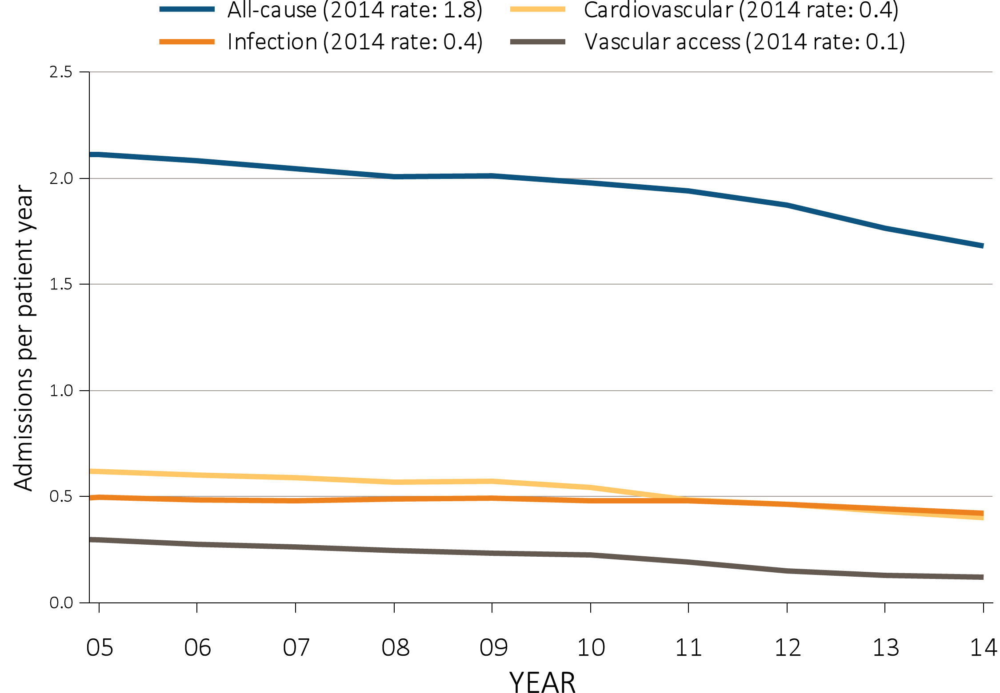 All-cause (2014 rate: 1.8)
Cardiovascular (2014 rate: 0.4)
Infection (2014 rate: 0.4)
Vascular access (2014 rate: 0.1)
Admissions per patient year
2.5
2.0
1.5
1.0
0.5
0.0
05 06 07 08 09 10 11 12 13 14
YEAR